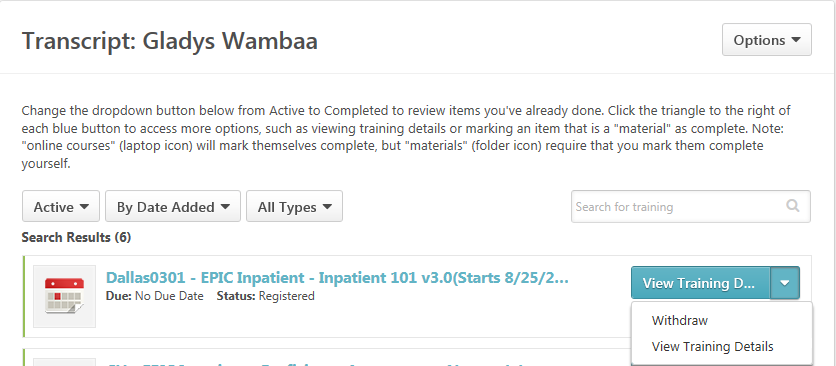 Transcript: Gladys Wambaa
Options
Change the dropdown button below from Active to Completed to review items you've already done. Click the triangle to the right of
each blue button to access more options, such as viewing training details or marking an item that is a "material" as complete. Note:
"online courses" (laptop icon) will mark themselves complete, but "materials" (folder icon) require that you mark them complete
yourself.
Active
By Date Added
All Types
Search for training
Search Results (6)
Dallas0301 - EPIC Inpatient - Inpatient 101 v3.0(Starts 8/25/2...
Due: No Due Date Status: Registered
View Training D...
Withdraw
View Training Details